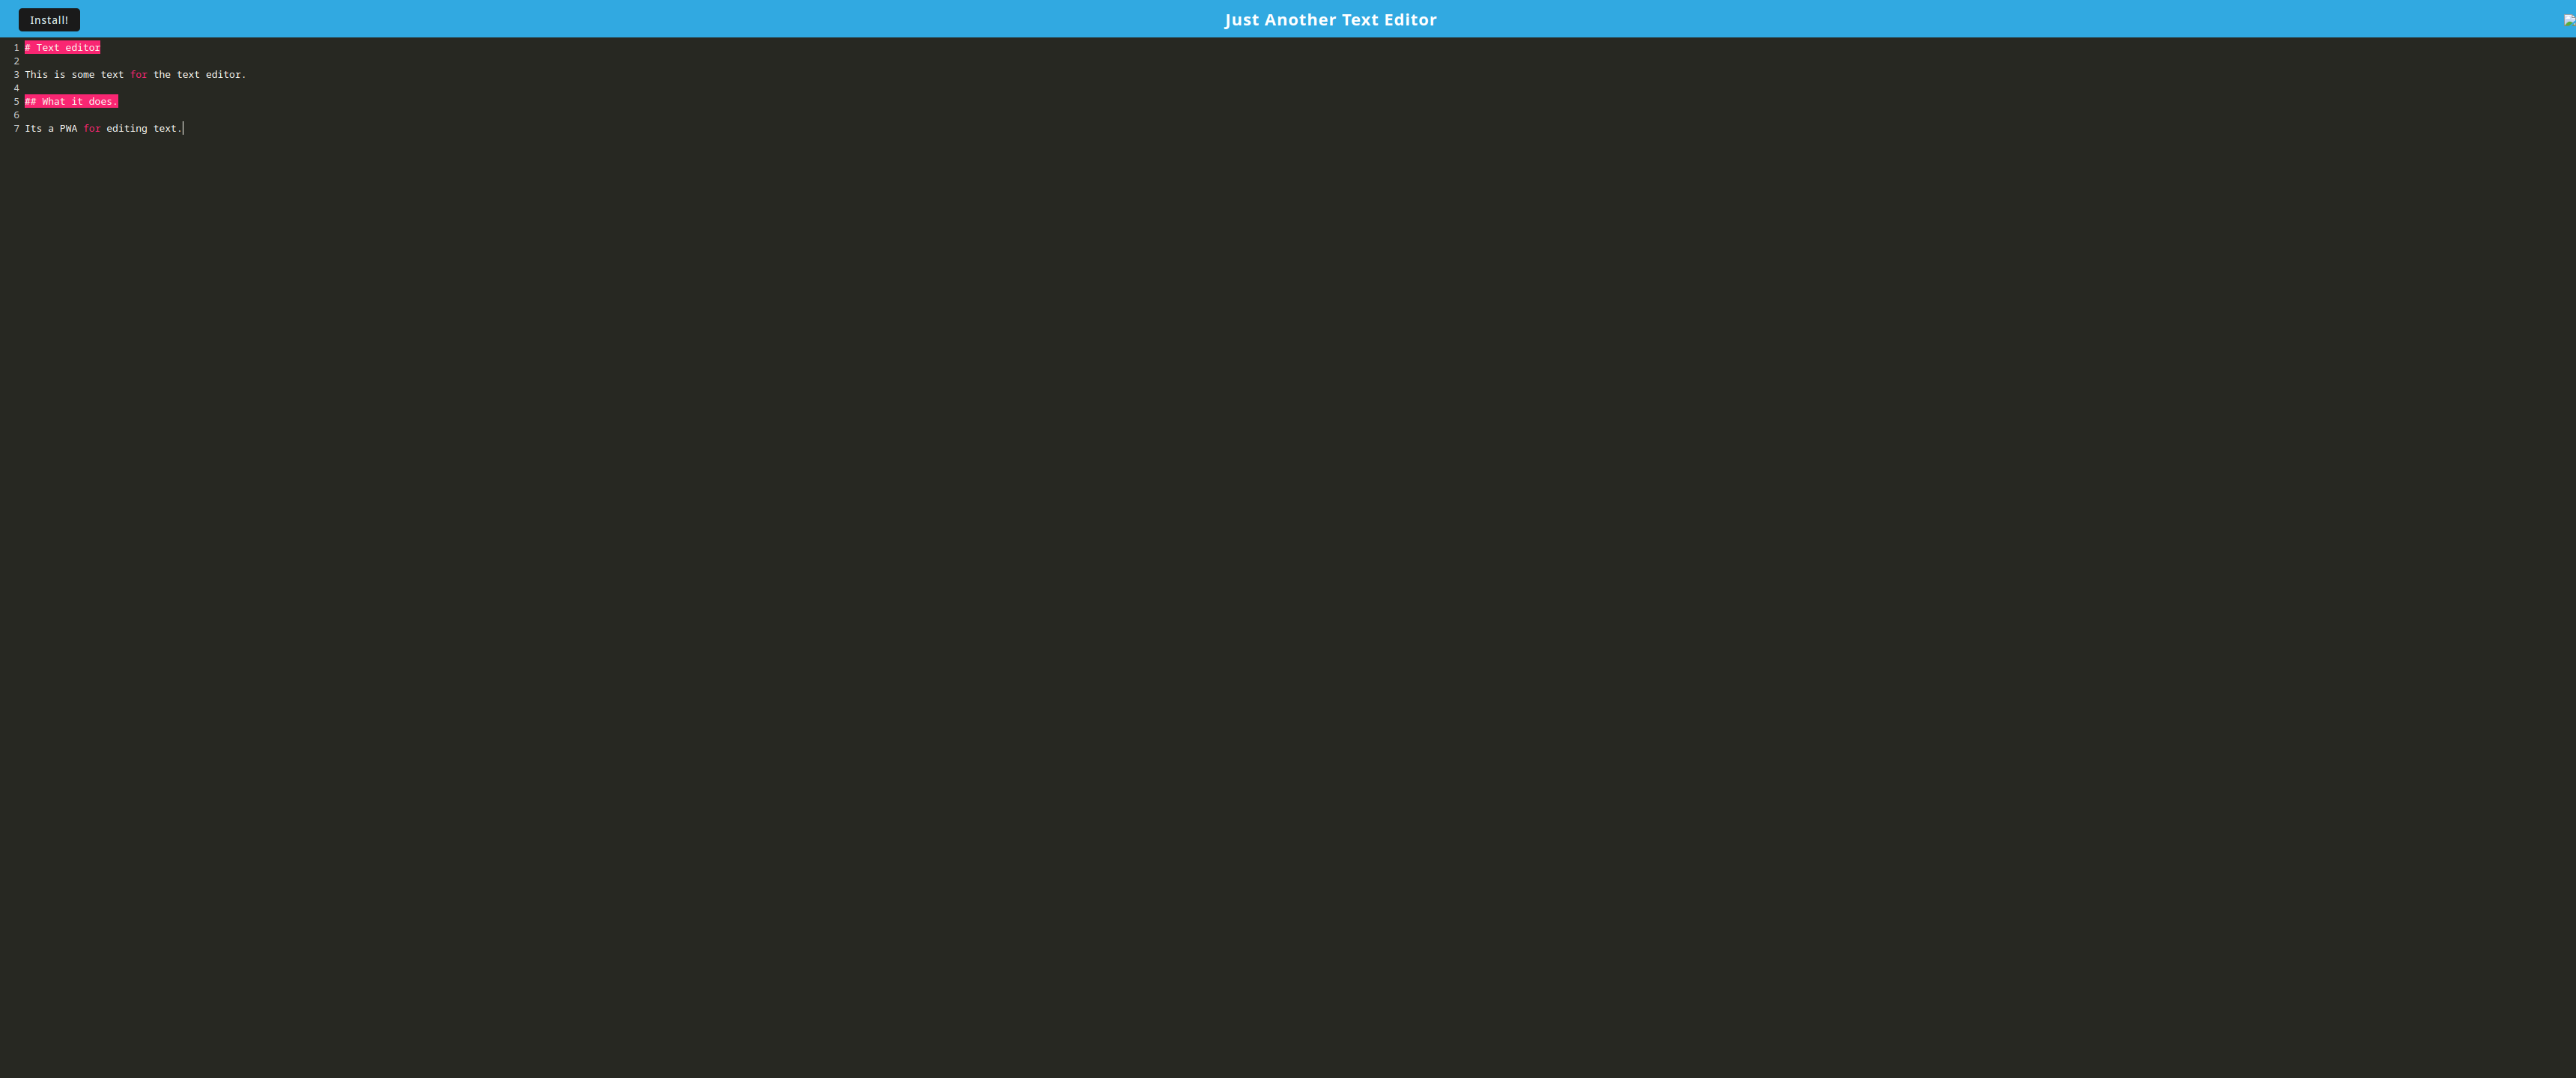 Install!
Just Another Text Editor
1 # Text editor
2
3 This is some text for the text editor.
4
5 ## What it does.
6
7 Its a PWA for editing text.